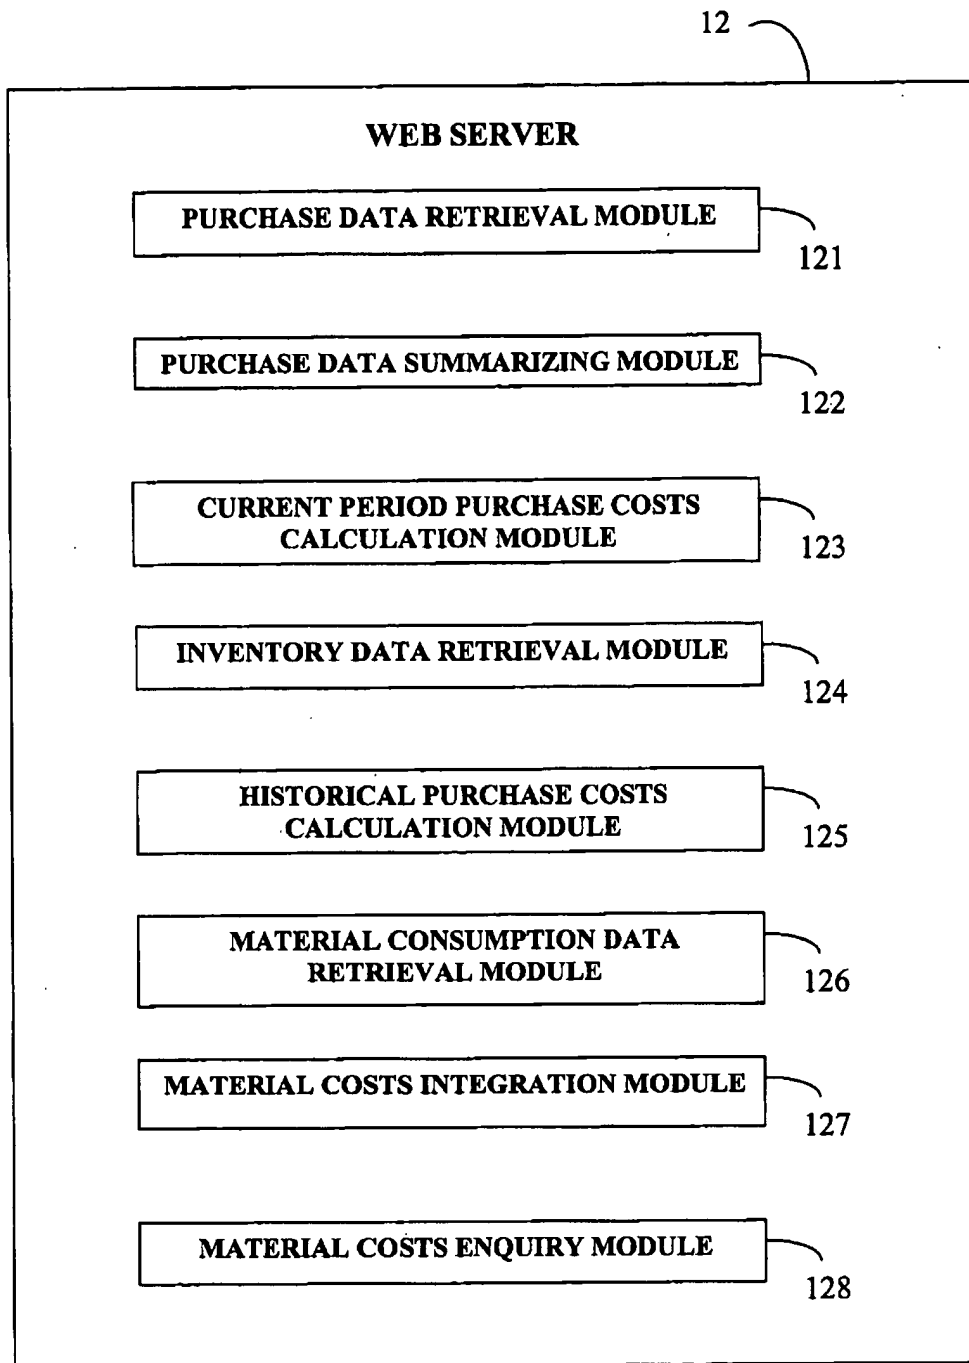 12
WEB SERVER
PURCHASE DATA RETRIEVAL MODULE
121
PURCHASE DATA SUMMARIZING MODULE
122
CURRENT PERIOD PURCHASE COSTS
CALCULATION MODULE
123
INVENTORY DATA RETRIEVAL MODULE
124
HISTORICAL PURCHASE COSTS
CALCULATION MODULE
125
MATERIAL CONSUMPTION DATA
RETRIEVAL MODULE
126
MATERIAL COSTS INTEGRATION MODULE
127
MATERIAL COSTS ENQUIRY MODULE
128